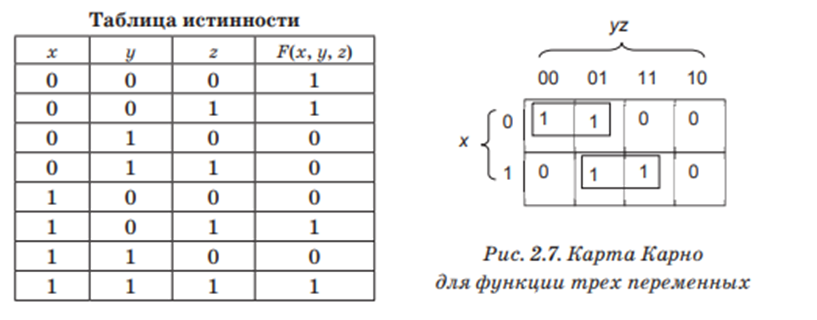 Таблица истинности
x y z F(x, y, z)
0 0 0 1
0 0 1 1
0 1 0 0
0 1 1 0
1 0 0 0
1 0 1 1
1 1 0 0
1 1 1 1
yz
00 01 11 10
x
0 1 1 0 0
1 0 1 1 0
Рис. 2.7. Карта Карно
для функции трех переменных